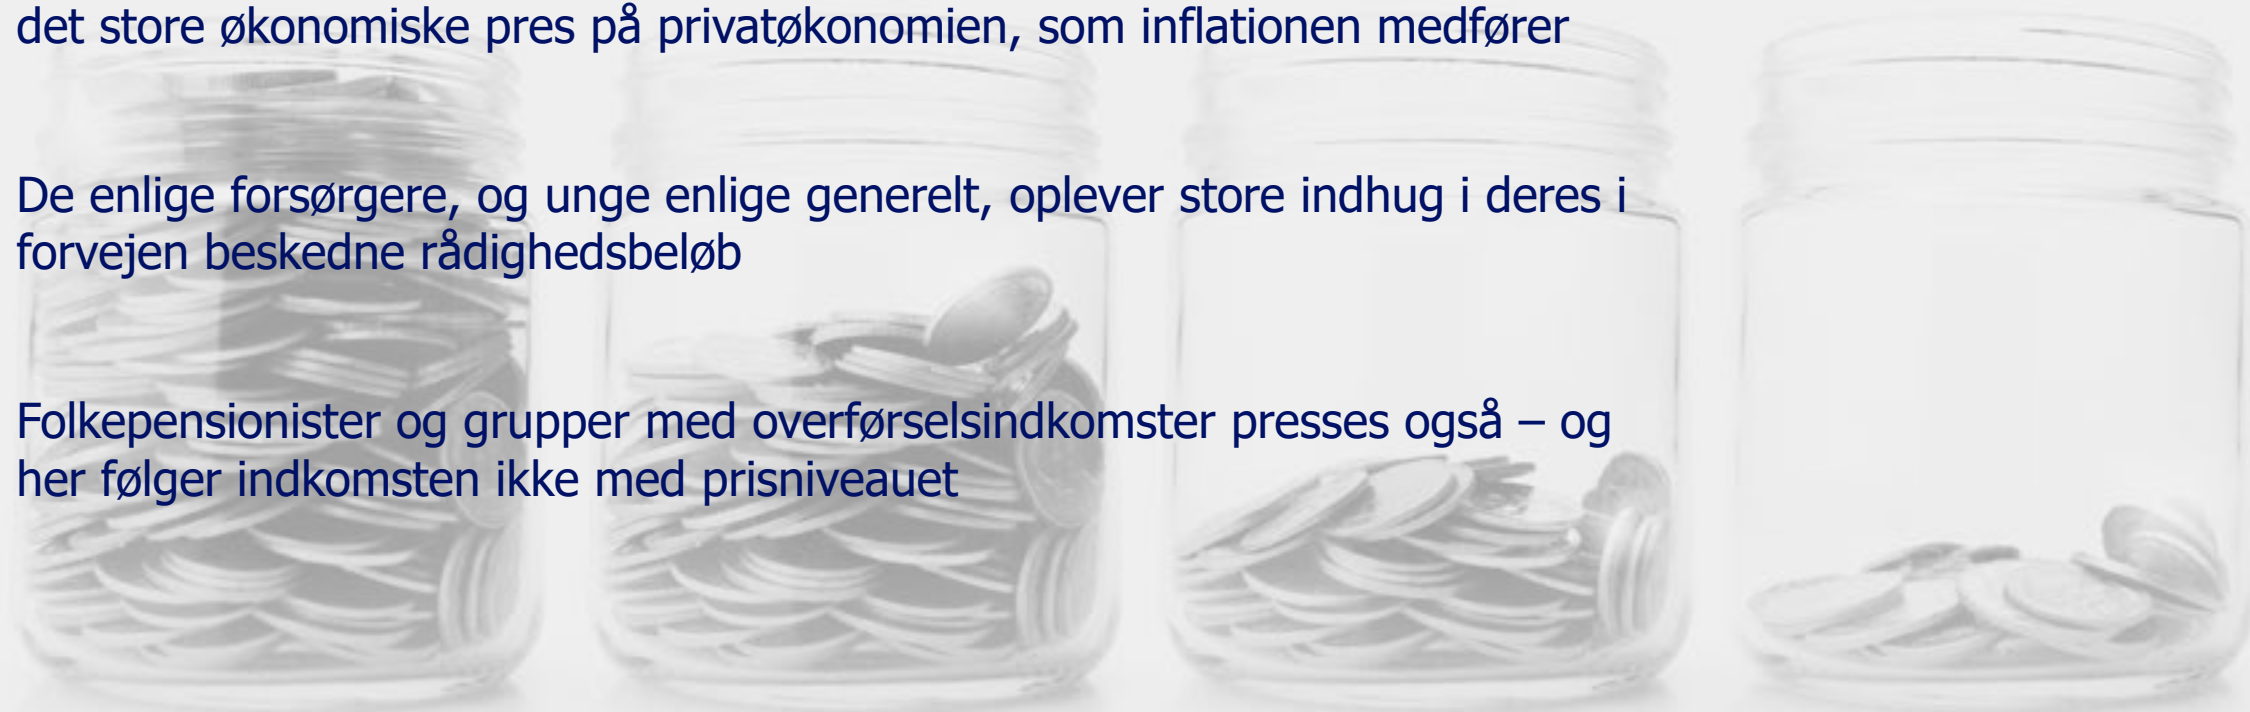 det store økonomiske pres på privatøkonomien, som inflationen medfører
De enlige forsørgere, og unge enlige generelt, oplever store indhug i deres i
forvejen beskedne rådighedsbeløb
Folkepensionister og grupper med overførselsindkomster presses også – og
her følger indkomsten ikke med prisniveauet